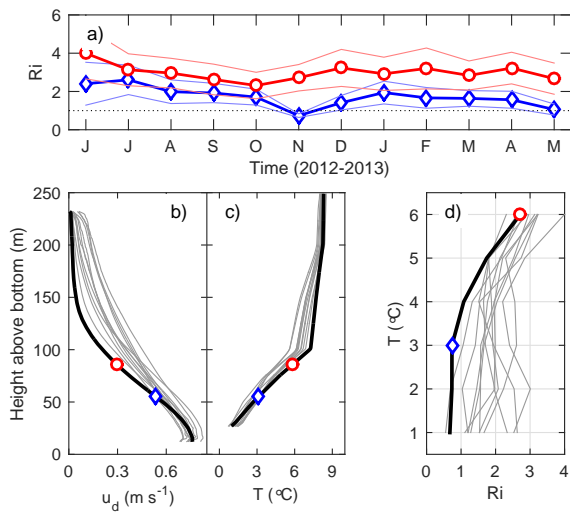 a)
Ri
6
4
2
0
J J A S O N D J F M A M
Time (2012-2013)
b) c) d)
Height above bottom (m)
250
200
150
100
50
0
0 0.3 0.6
u_d (m s⁻¹)
0 3 6 9
T (°C)
T (°C)
6
5
4
3
2
1
0 1 2 3 4
Ri